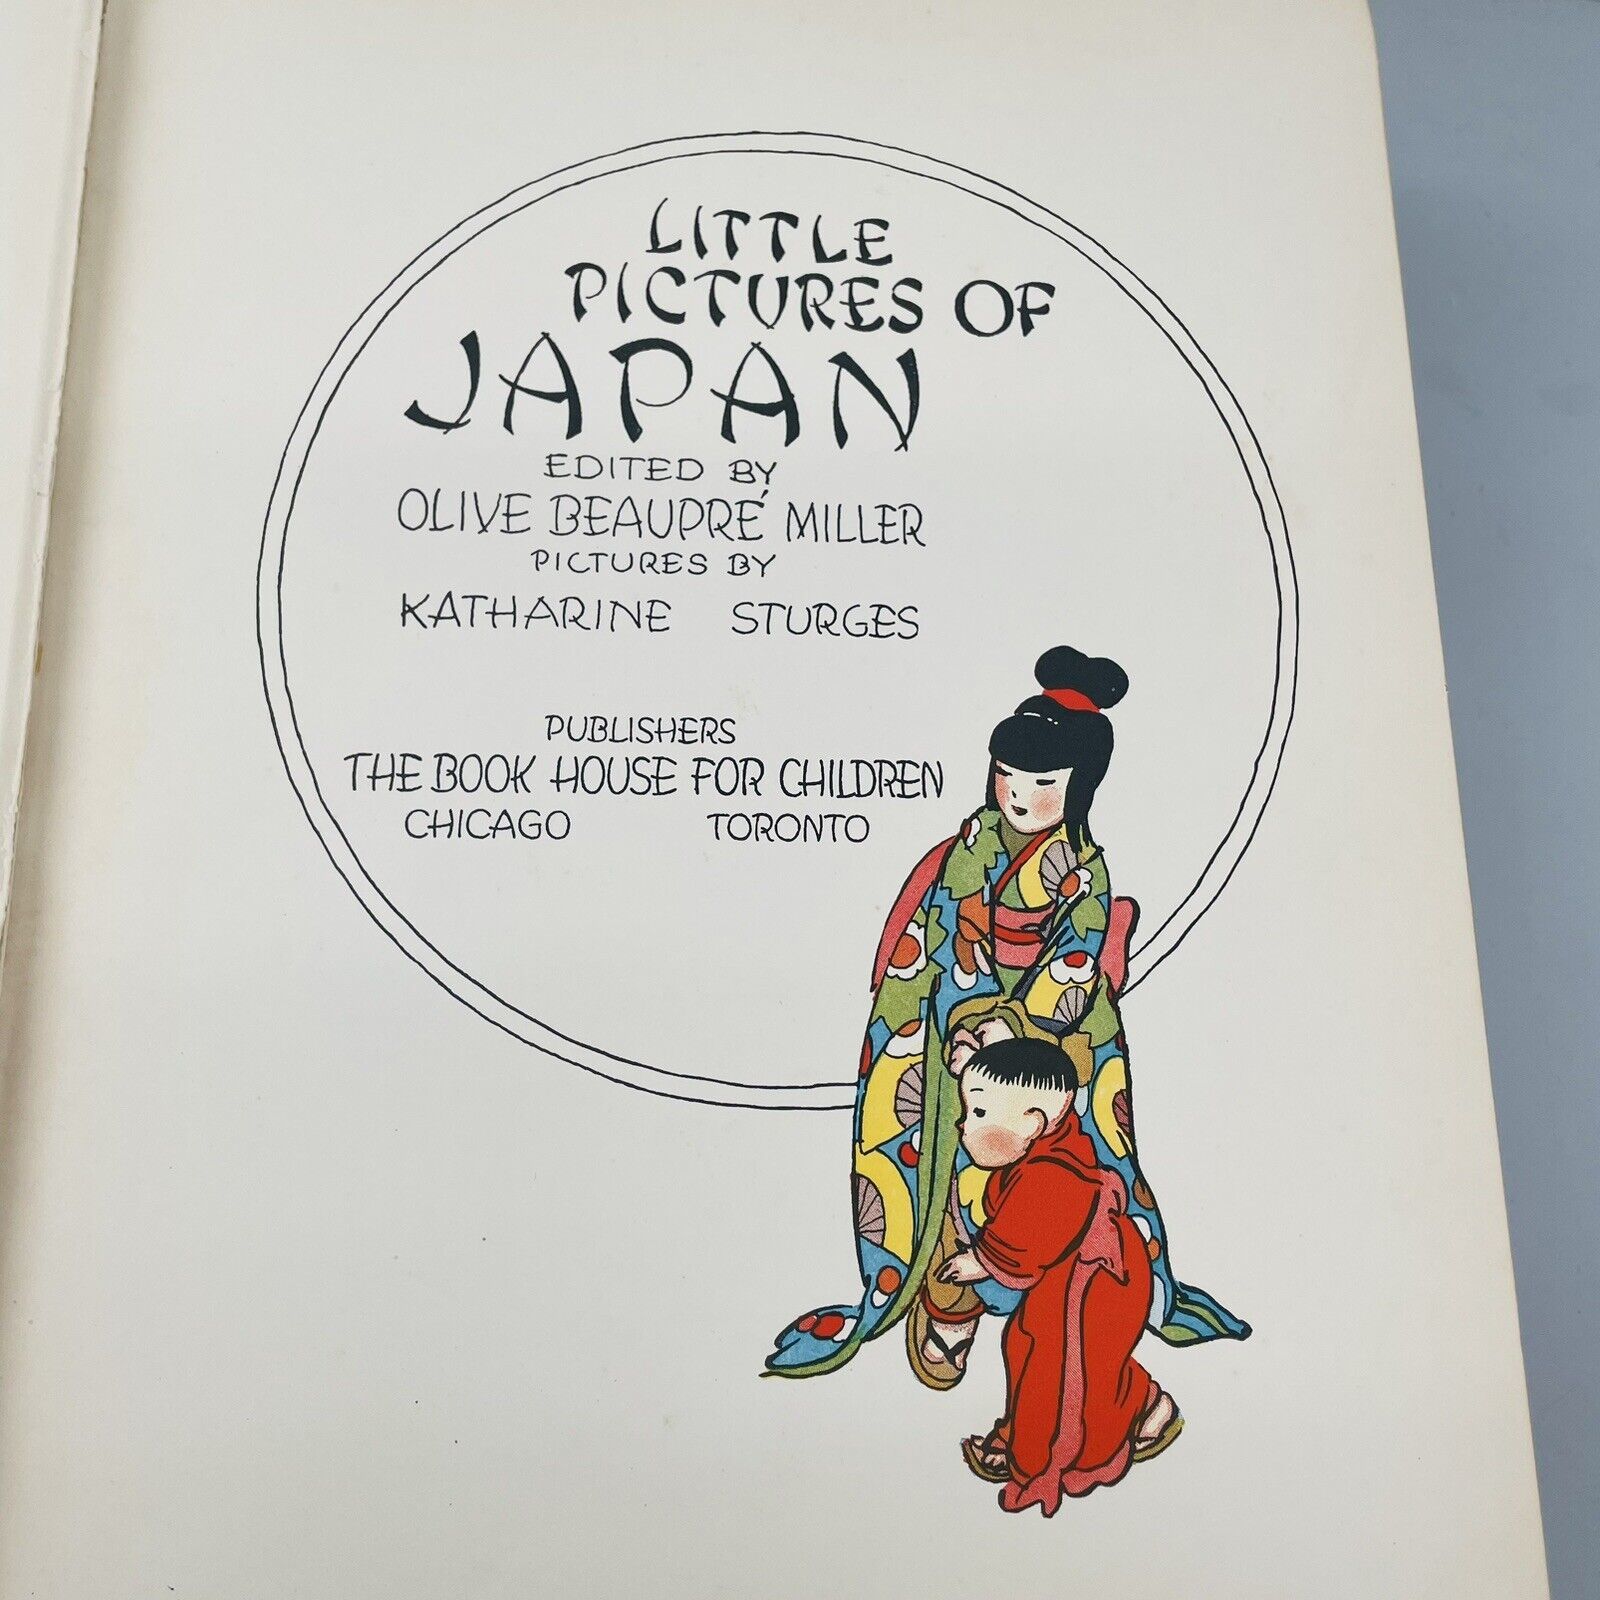 LITTLE
PICTURES OF
JAPAN
EDITED BY
OLIVE BEAUPRÉ MILLER
PICTURES BY
KATHARINE STURGES
PUBLISHERS
THE BOOK HOUSE FOR CHILDREN
CHICAGO TORONTO